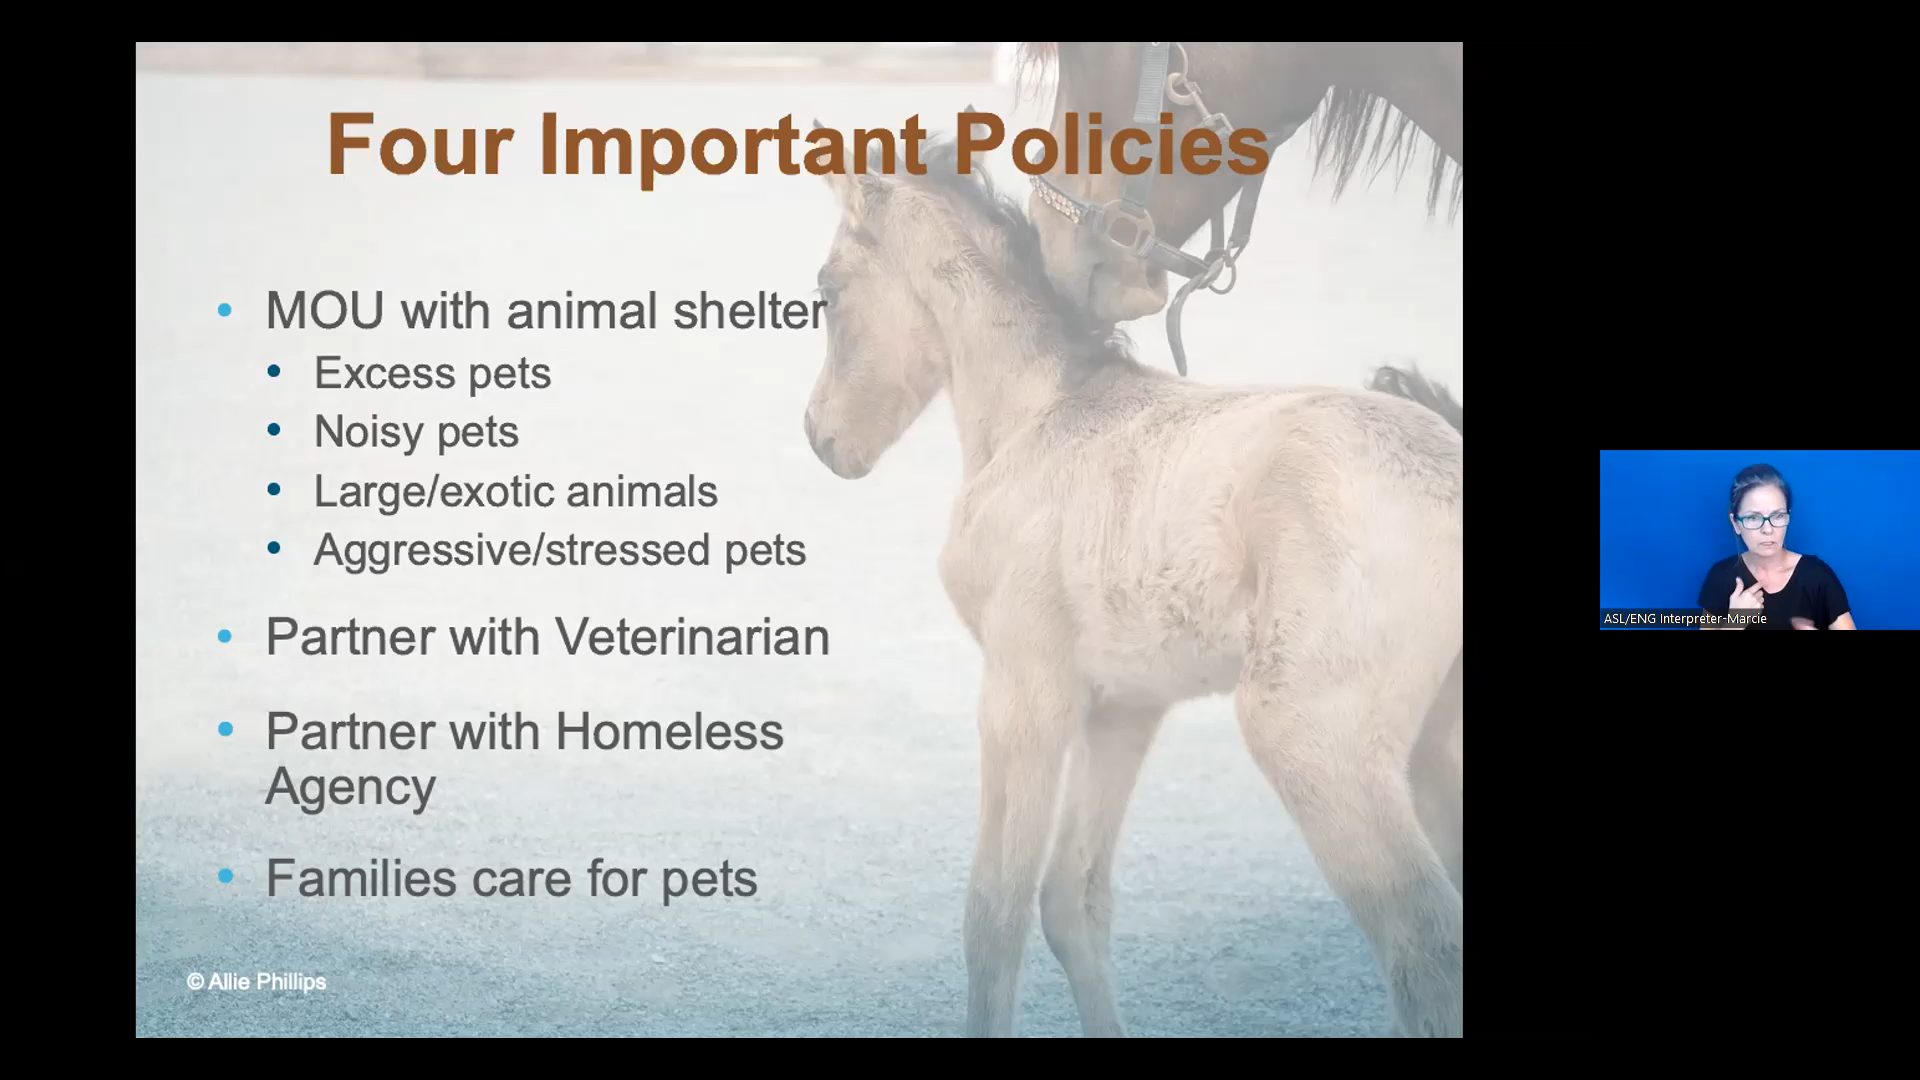 Four Important Policies
• MOU with animal shelter
• Excess pets
• Noisy pets
• Large/exotic animals
• Aggressive/stressed pets
• Partner with Veterinarian
• Partner with Homeless
Agency
• Families care for pets
© Allie Phillips
ASL/ENG Interpreter-Marcie